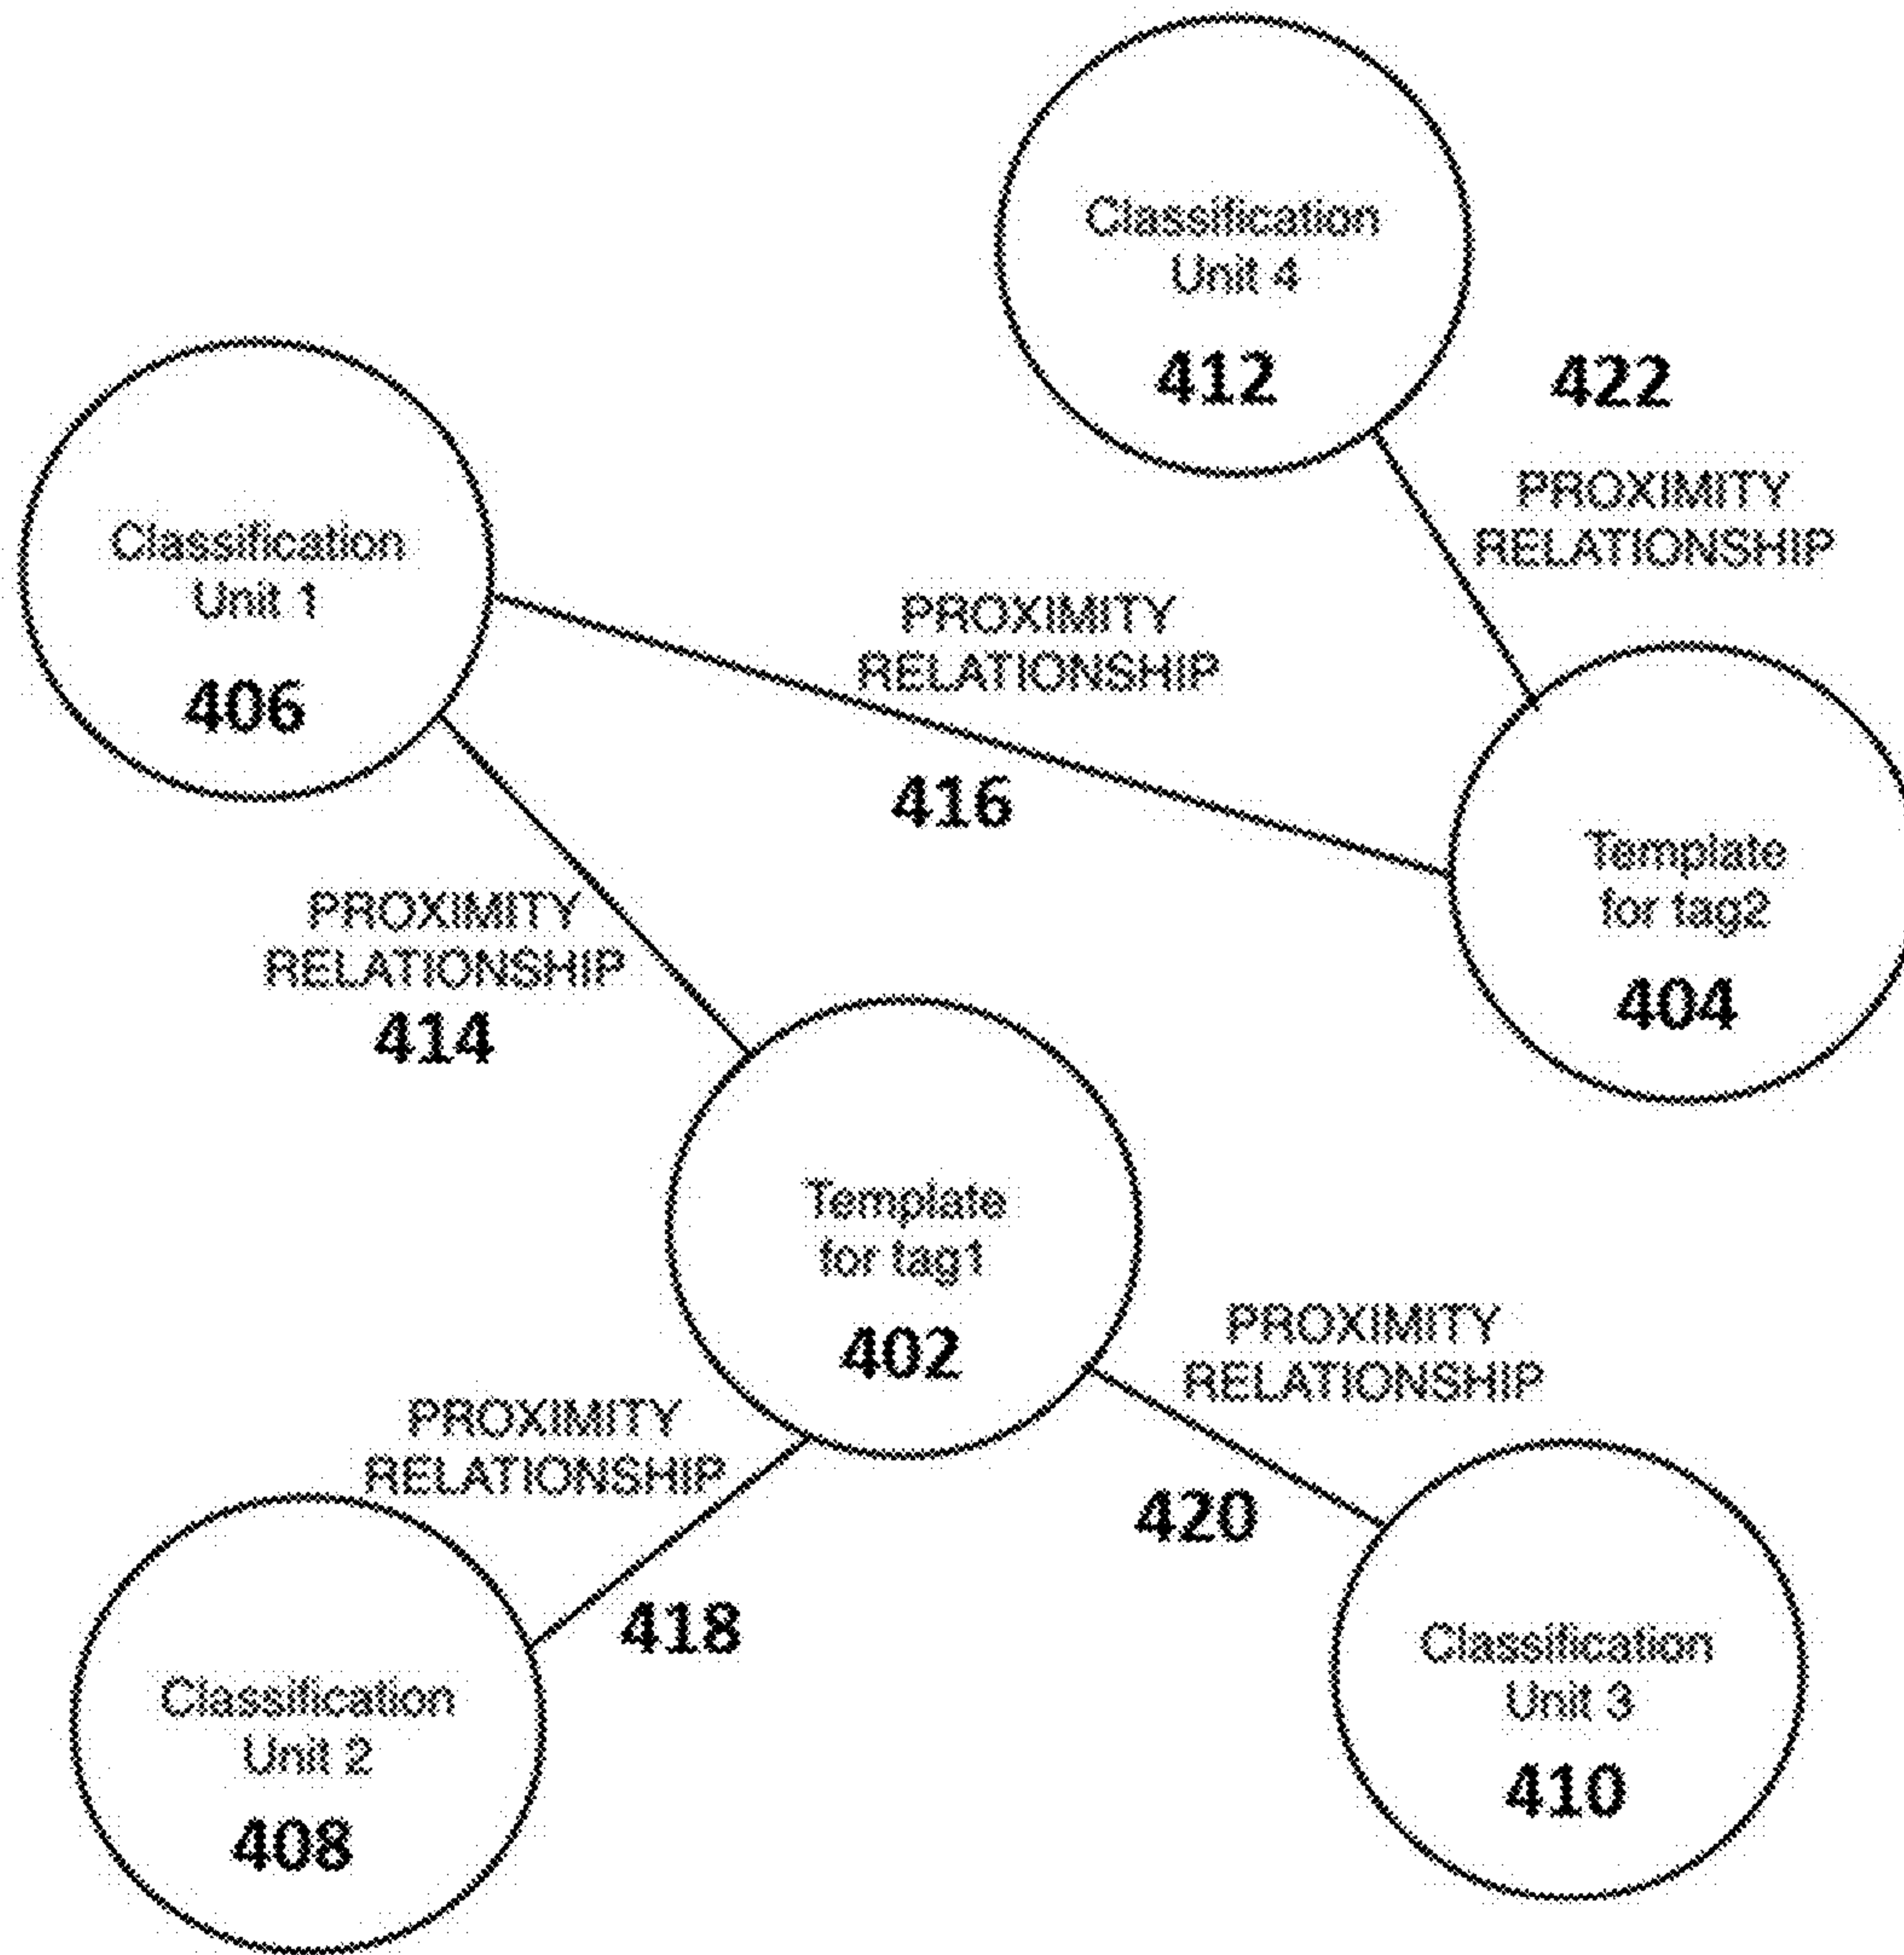 Classification
Unit 4
412
422
PROXIMITY
RELATIONSHIP
Classification
Unit 1
406
PROXIMITY
RELATIONSHIP
416
Template
for tag2
404
PROXIMITY
RELATIONSHIP
414
Template
for tag1
402
PROXIMITY
RELATIONSHIP
420
PROXIMITY
RELATIONSHIP
418
Classification
Unit 2
408
Classification
Unit 3
410